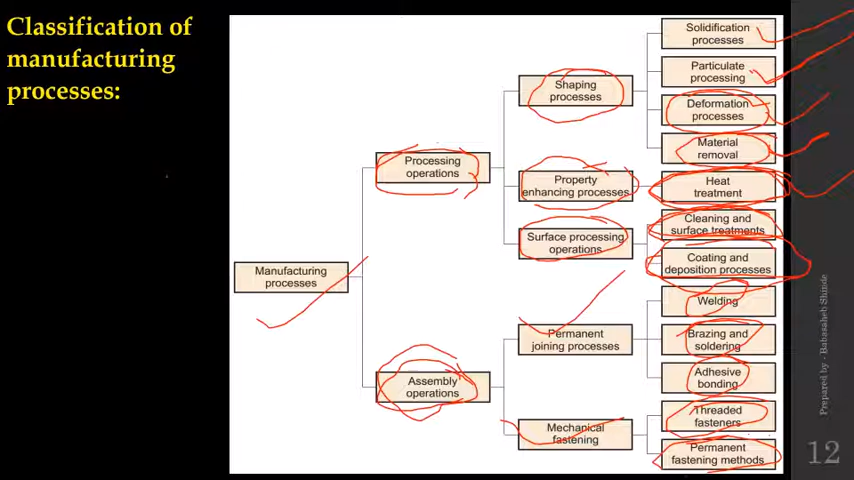 Classification of
manufacturing
processes:
Solidification
processes
Particulate
processing
Shaping
processes
Deformation
processes
Material
removal
Processing
operations
Property
enhancing processes
Heat
treatment
Cleaning and
surface treatments
Surface processing
operations
Coating and
deposition processes
Manufacturing
processes
Welding
Permanent
joining processes
Brazing and
soldering
Adhesive
bonding
Assembly
operations
Threaded
fasteners
Mechanical
fastening
Permanent
fastening methods
Prepared by - Babasaheb Shinde
12